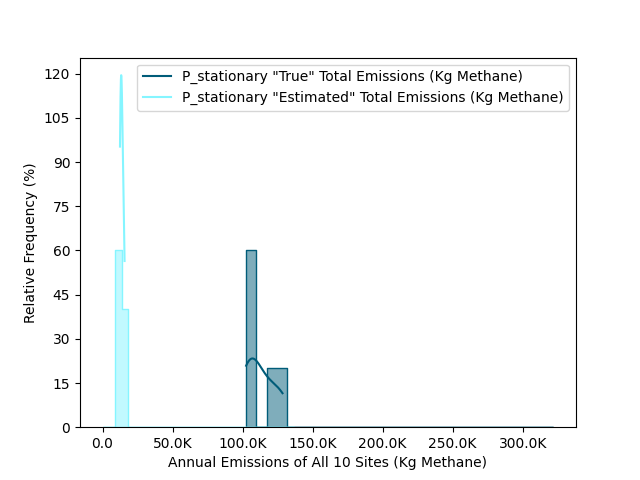 P_stationary "True" Total Emissions (Kg Methane)
P_stationary "Estimated" Total Emissions (Kg Methane)
120
105
90
75
60
45
30
15
0
Relative Frequency (%)
0.0 50.0K 100.0K 150.0K 200.0K 250.0K 300.0K
Annual Emissions of All 10 Sites (Kg Methane)